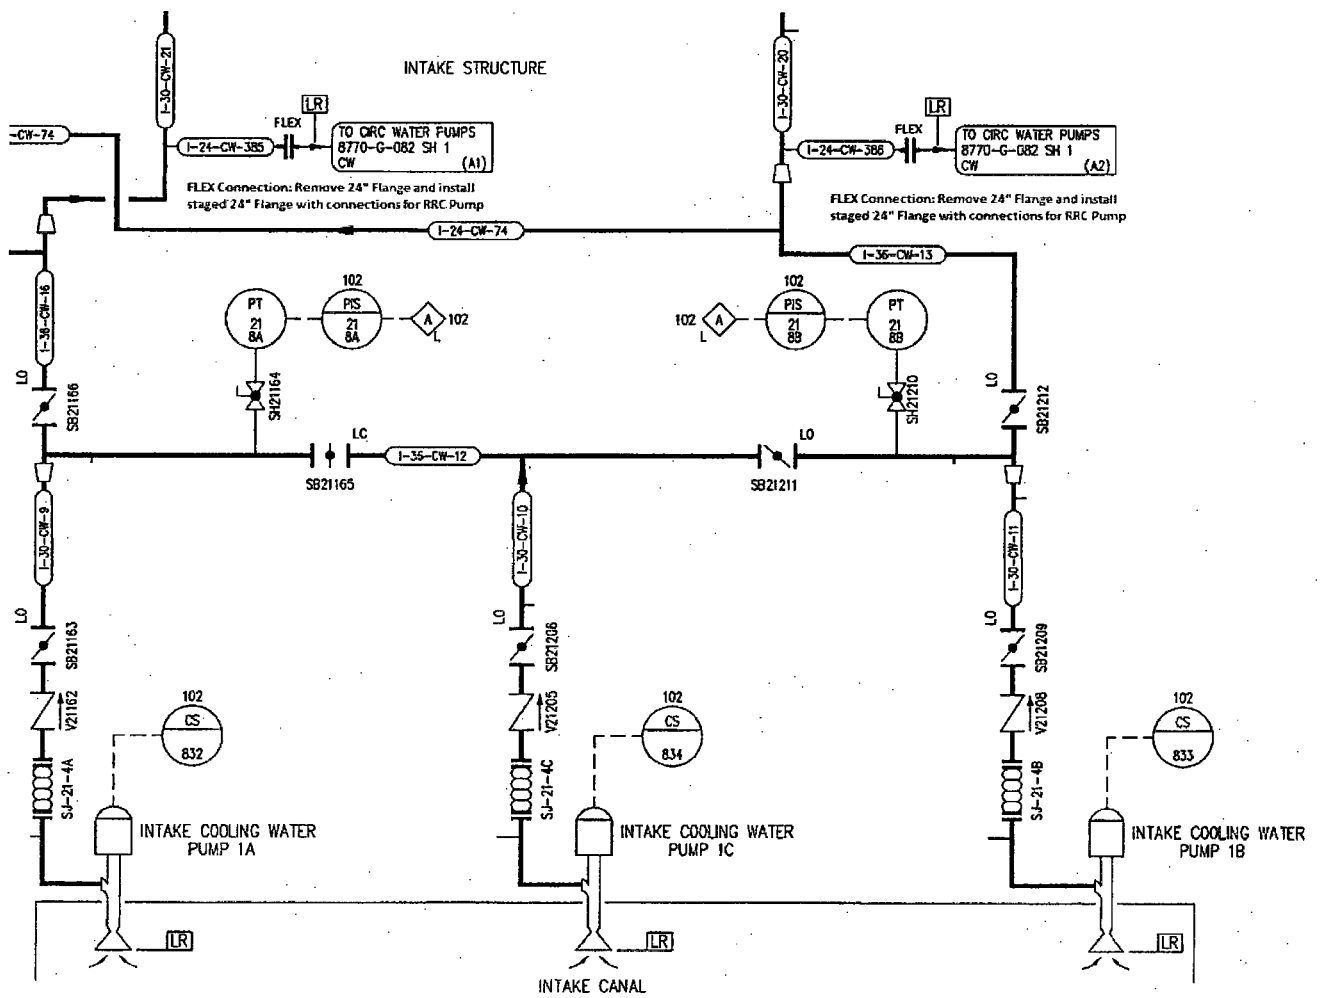 INTAKE STRUCTURE
I-30-CW-21
I-30-CW-20
LR
LR
FLEX
FLEX
-CW-74
I-24-CW-385
TO CIRC WATER PUMPS
8770-G-082 SH 1
CW (A1)
I-24-CW-386
TO CIRC WATER PUMPS
8770-G-082 SH 1
CW (A2)
FLEX Connection: Remove 24" Flange and install
staged 24" Flange with connections for RRC Pump
FLEX Connection: Remove 24" Flange and install
staged 24" Flange with connections for RRC Pump
I-24-CW-74
I-36-CW-13
I-36-CW-16
102
PT
21
8A
PIS
21
8A
A
102
L
102
102
A
L
PIS
21
8B
PT
21
8B
LO
SB21166
SH21164
SH21210
LO
SB21212
LC
I-36-CW-12
LO
SB21165
SB21211
I-30-CW-9
I-30-CW-10
I-30-CW-11
LO
SB21163
LO
SB21206
LO
SB21209
V21162
102
CS
832
V21205
102
CS
834
V21208
102
CS
833
SJ-21-4A
SJ-21-4C
SJ-21-4B
INTAKE COOLING WATER
PUMP 1A
INTAKE COOLING WATER
PUMP 1C
INTAKE COOLING WATER
PUMP 1B
LR
LR
LR
INTAKE CANAL